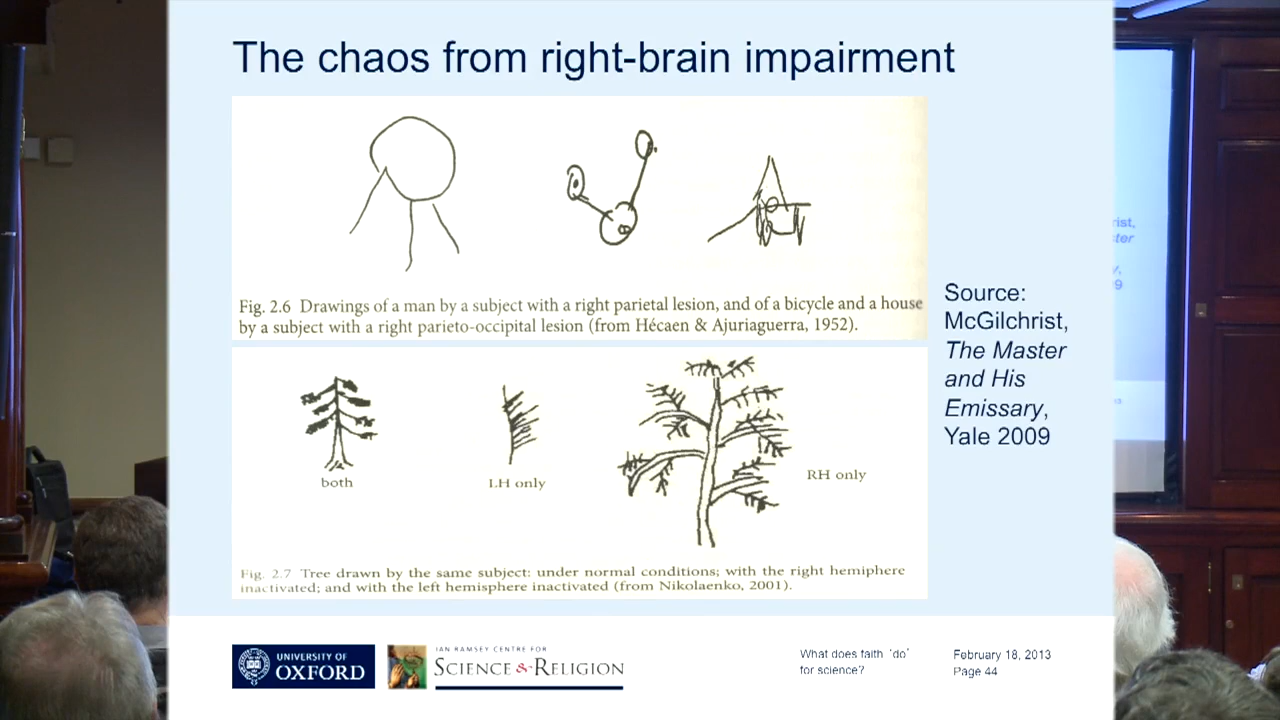 The chaos from right-brain impairment
Fig. 2.6 Drawings of a man by a subject with a right parietal lesion, and of a bicycle and a house
by a subject with a right parieto-occipital lesion (from Hécaen & Ajuriaguerra, 1952).
both
LH only
RH only
Fig. 2.7 Tree drawn by the same subject: under normal conditions; with the right hemiphere
inactivated; and with the left hemisphere inactivated (from Nikolaenko, 2001).
Source:
McGilchrist,
The Master
and His
Emissary,
Yale 2009
rist,
ter
9
UNIVERSITY OF
OXFORD
IAN RAMSEY CENTRE FOR
SCIENCE & RELIGION
What does faith 'do'
for science?
February 18, 2013
Page 44